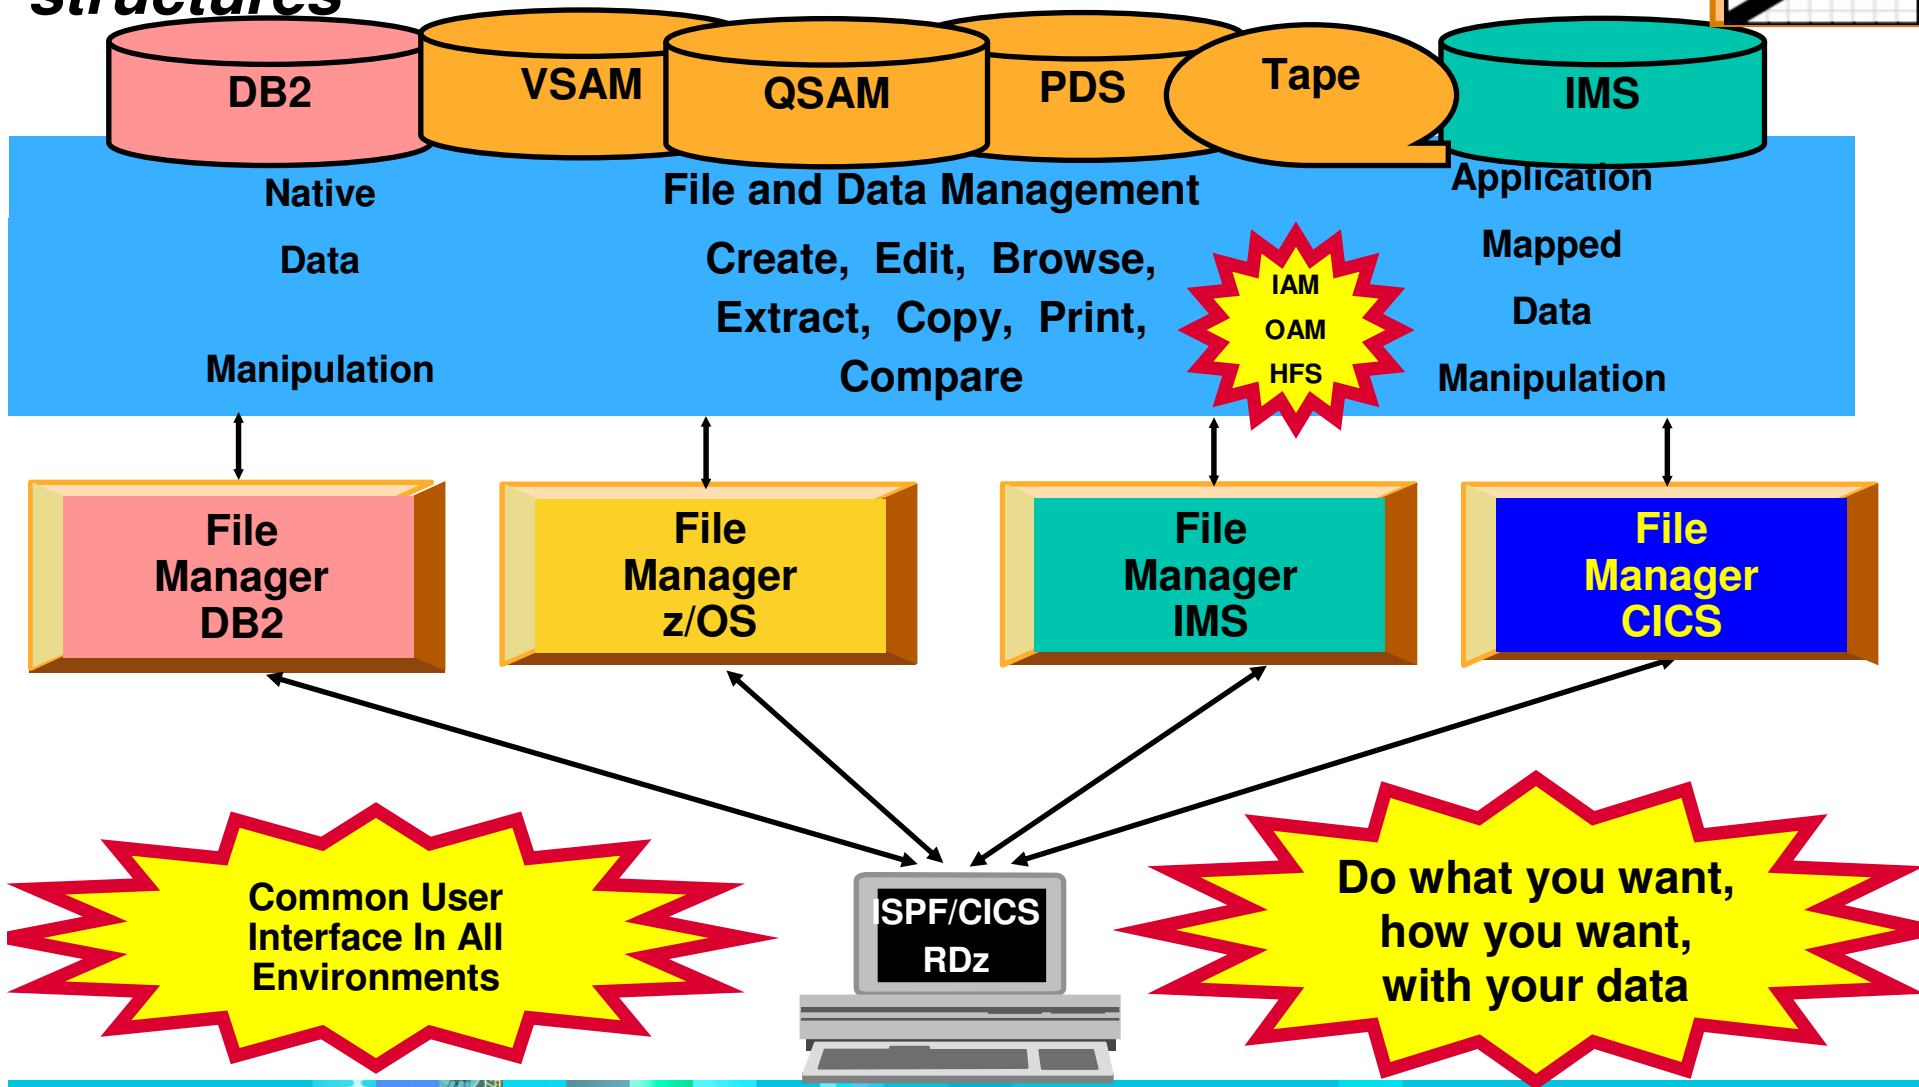 structures
DB2
VSAM
QSAM
PDS
Tape
IMS
Native
Data
Manipulation
File and Data Management
Create, Edit, Browse,
Extract, Copy, Print,
Compare
IAM
OAM
HFS
Application
Mapped
Data
Manipulation
File
Manager
DB2
File
Manager
z/OS
File
Manager
IMS
File
Manager
CICS
Common User
Interface In All
Environments
ISPF/CICS
RDz
Do what you want,
how you want,
with your data